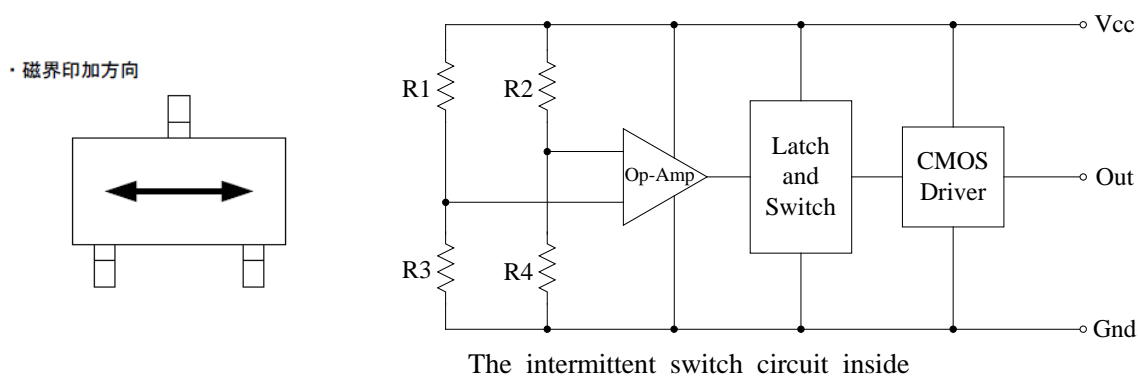 ・磁界印加方向
R1
R2
R3
R4
Op-Amp
Latch
and
Switch
CMOS
Driver
Vcc
Out
Gnd
The intermittent switch circuit inside